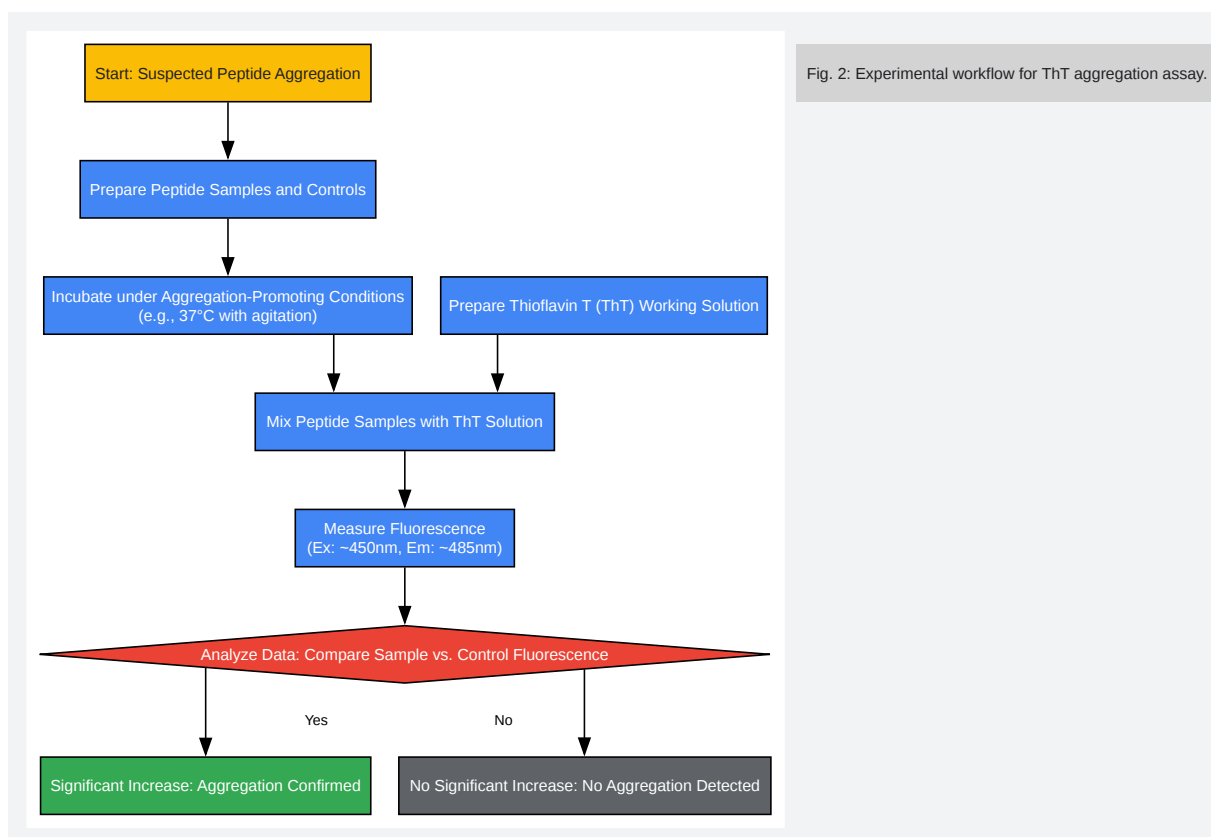 Start: Suspected Peptide Aggregation
Fig. 2: Experimental workflow for ThT aggregation assay.
Prepare Peptide Samples and Controls
Incubate under Aggregation-Promoting Conditions
(e.g., 37°C with agitation)
Prepare Thioflavin T (ThT) Working Solution
Mix Peptide Samples with ThT Solution
Measure Fluorescence
(Ex: ~450nm, Em: ~485nm)
Analyze Data: Compare Sample vs. Control Fluorescence
Yes
No
Significant Increase: Aggregation Confirmed
No Significant Increase: No Aggregation Detected